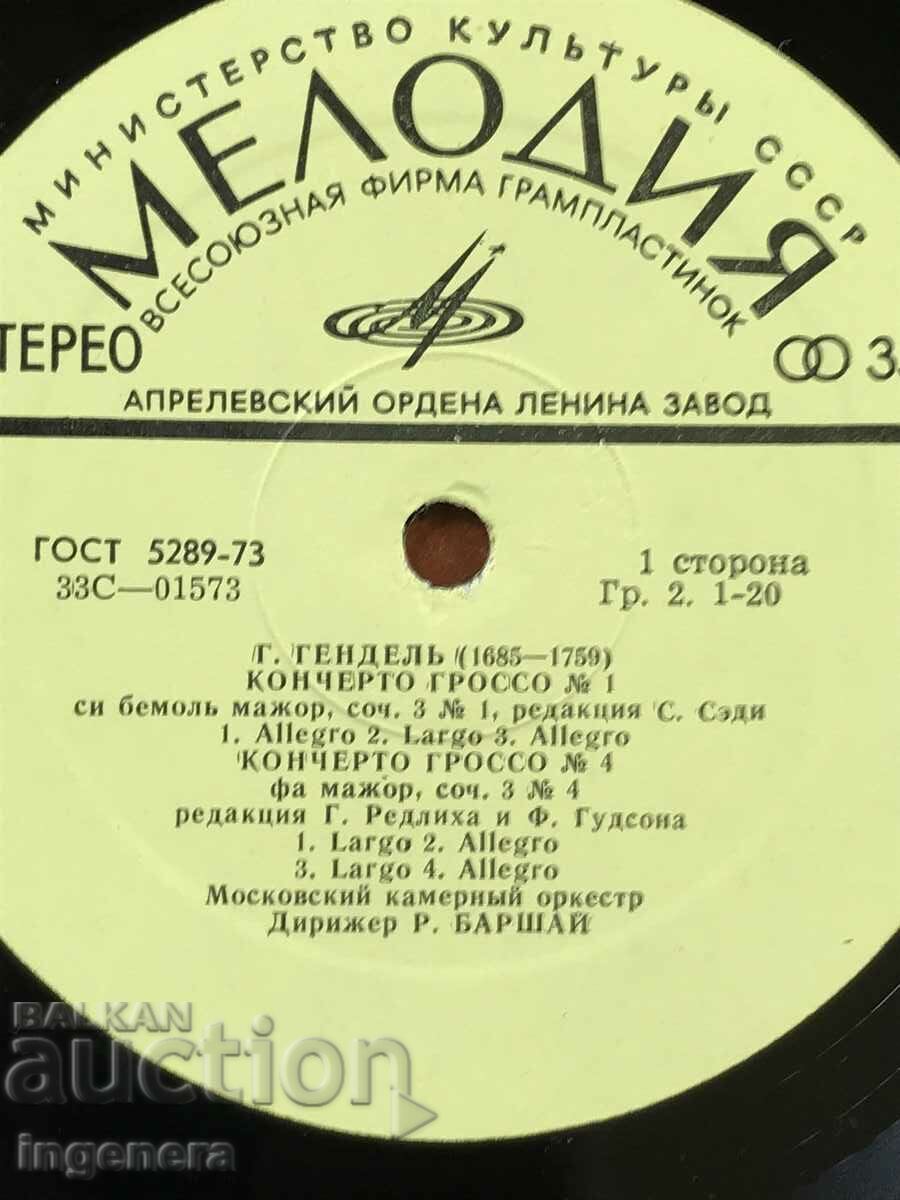 МИНИСТЕРСТВО КУЛЬТУРЫ СССР
МЕЛОДИЯ
ВСЕСОЮЗНАЯ ФИРМА ГРАМПЛАСТИНОК
ТЕРЕО
АПРЕЛЕВСКИЙ ОРДЕНА ЛЕНИНА ЗАВОД
ГОСТ 5289-73
33С—01573
1 сторона
Гр. 2. 1-20
Г. ГЕНДЕЛЬ (1685—1759)
КОНЧЕРТО ГРОССО № 1
си бемоль мажор, соч. 3 № 1, редакция С. Сэди
1. Allegro 2. Largo 3. Allegro
КОНЧЕРТО ГРОССО № 4
фа мажор, соч. 3 № 4
редакция Г. Редлиха и Ф. Гудсона
1. Largo 2. Allegro
3. Largo 4. Allegro
Московский камерный оркестр
Дирижер Р. БАРШАЙ
BALKAN
auction
ingenera